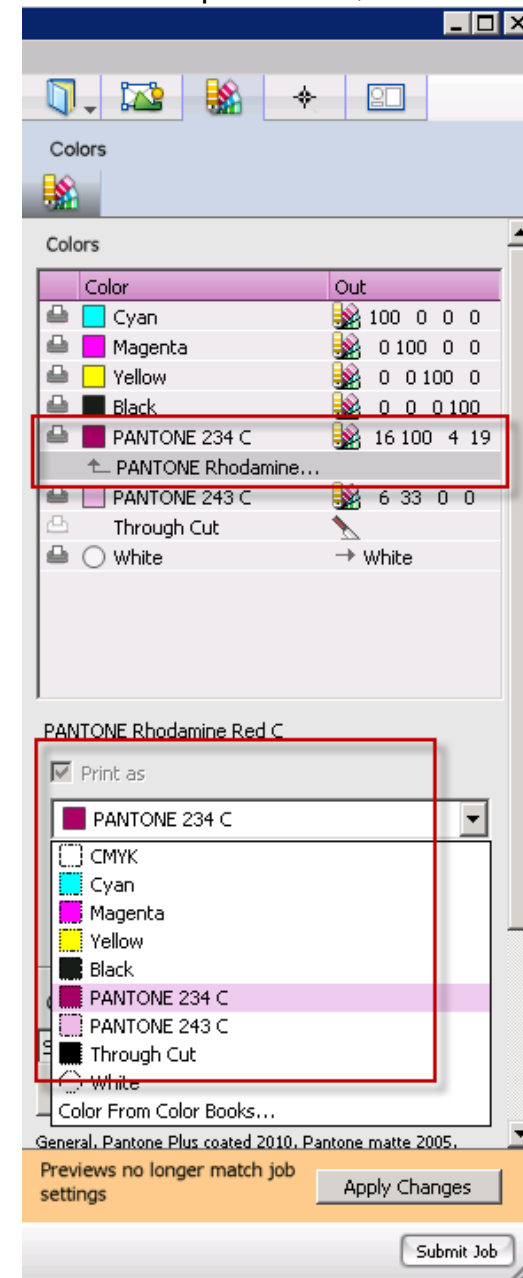 Colors
Colors
Color Out
Cyan 100 0 0 0
Magenta 0 100 0 0
Yellow 0 0 100 0
Black 0 0 0 100
PANTONE 234 C 16 100 4 19
PANTONE Rhodamine...
PANTONE 243 C 6 33 0 0
Through Cut
White → White
PANTONE Rhodamine Red C
Print as
PANTONE 234 C
CMYK
Cyan
Magenta
Yellow
Black
PANTONE 234 C
PANTONE 243 C
Through Cut
White
Color From Color Books...
General, Pantone Plus coated 2010, Pantone matte 2005,
Previews no longer match job
settings
Apply Changes
Submit Job